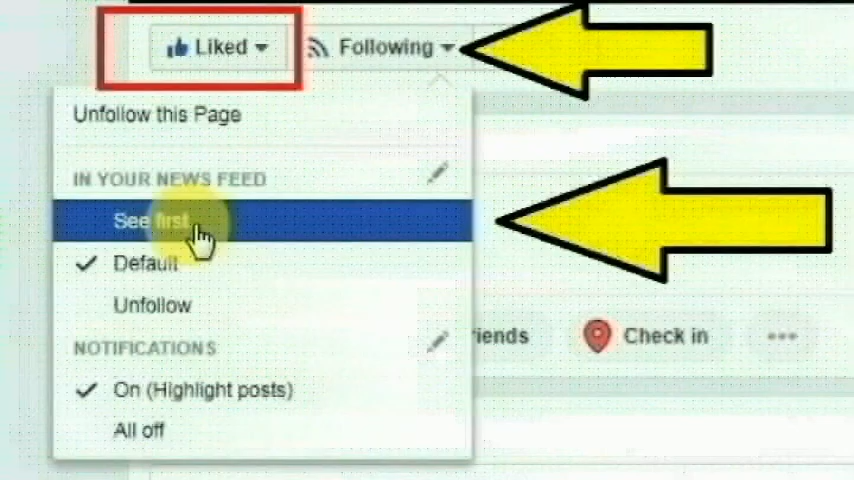 Liked Following
Unfollow this Page
IN YOUR NEWS FEED
See first
Default
Unfollow
riends Check in
NOTIFICATIONS
On (Highlight posts)
All off